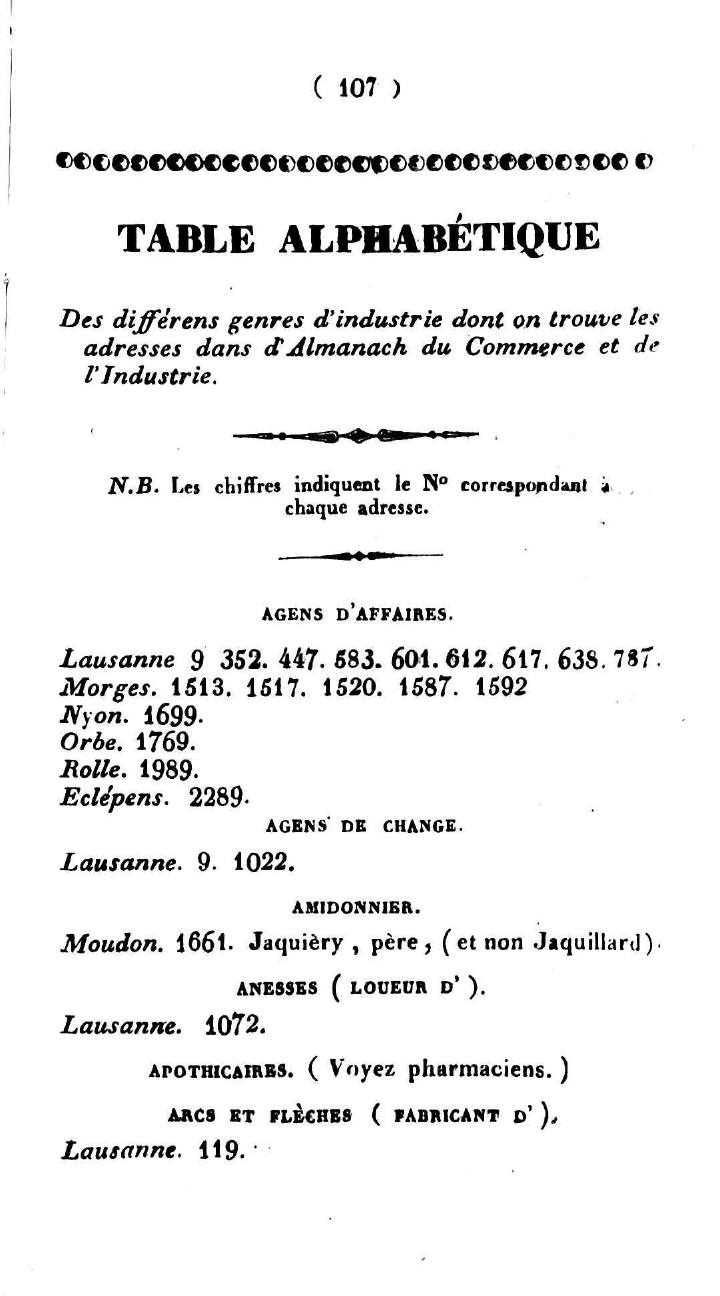 ( 107 )
TABLE ALPHABÉTIQUE
Des différens genres d'industrie dont on trouve les
adresses dans d'Almanach du Commerce et de
l'Industrie.
N.B. Les chiffres indiquent le Nº correspondant à
chaque adresse.
AGENS D'AFFAIRES.
Lausanne 9 352. 447. 583. 601. 612. 617. 638. 787.
Morges. 1513. 1517. 1520. 1587. 1592
Nyon. 1699.
Orbe. 1769.
Rolle. 1989.
Eclépens. 2289.
AGENS DE CHANGE.
Lausanne. 9. 1022.
AMIDONNIER.
Moudon. 1661. Jaquièry, père, (et non Jaquillard).
ANESSES ( LOUEUR D' ).
Lausanne. 1072.
APOTHICAIRES. ( Voyez pharmaciens. )
ARCS ET FLÈCHES ( FABRICANT D' ).
Lausanne. 119.